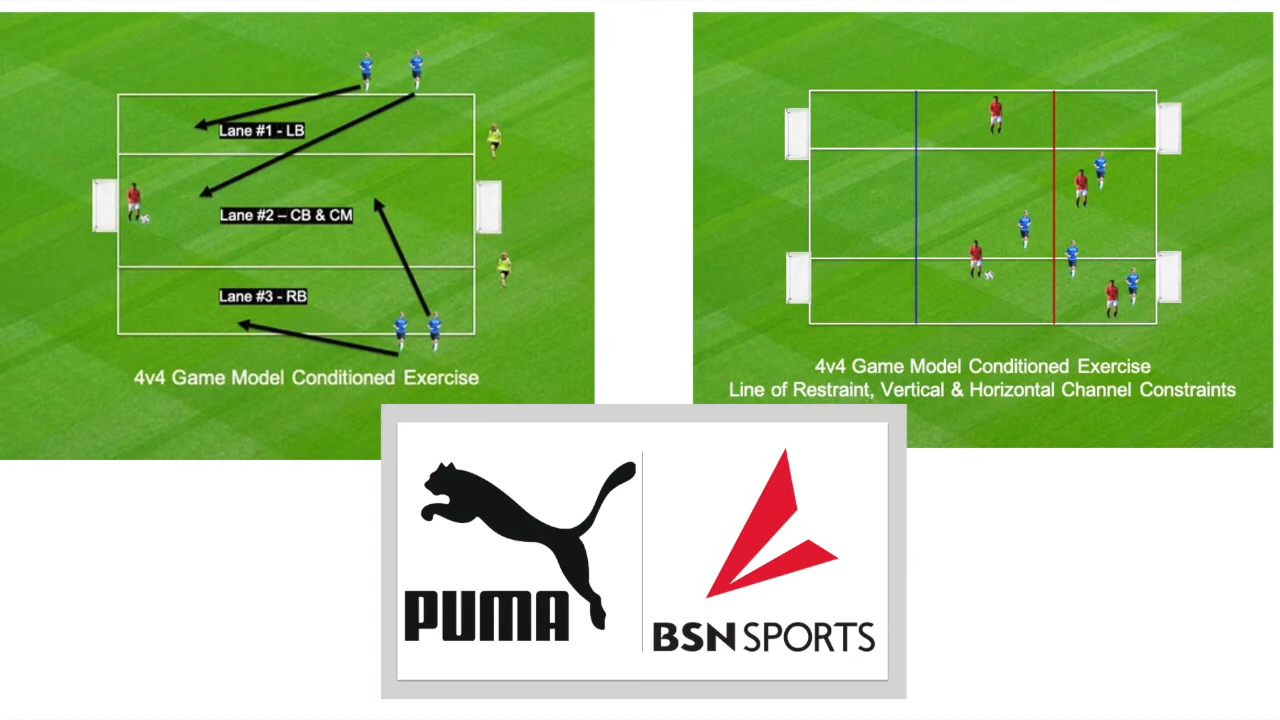 Lane #1 - LB
Lane #2 – CB & CM
Lane #3 - RB
4v4 Game Model Conditioned Exercise
4v4 Game Model Conditioned Exercise
Line of Restraint, Vertical & Horizontal Channel Constraints
PUMA
BSN SPORTS